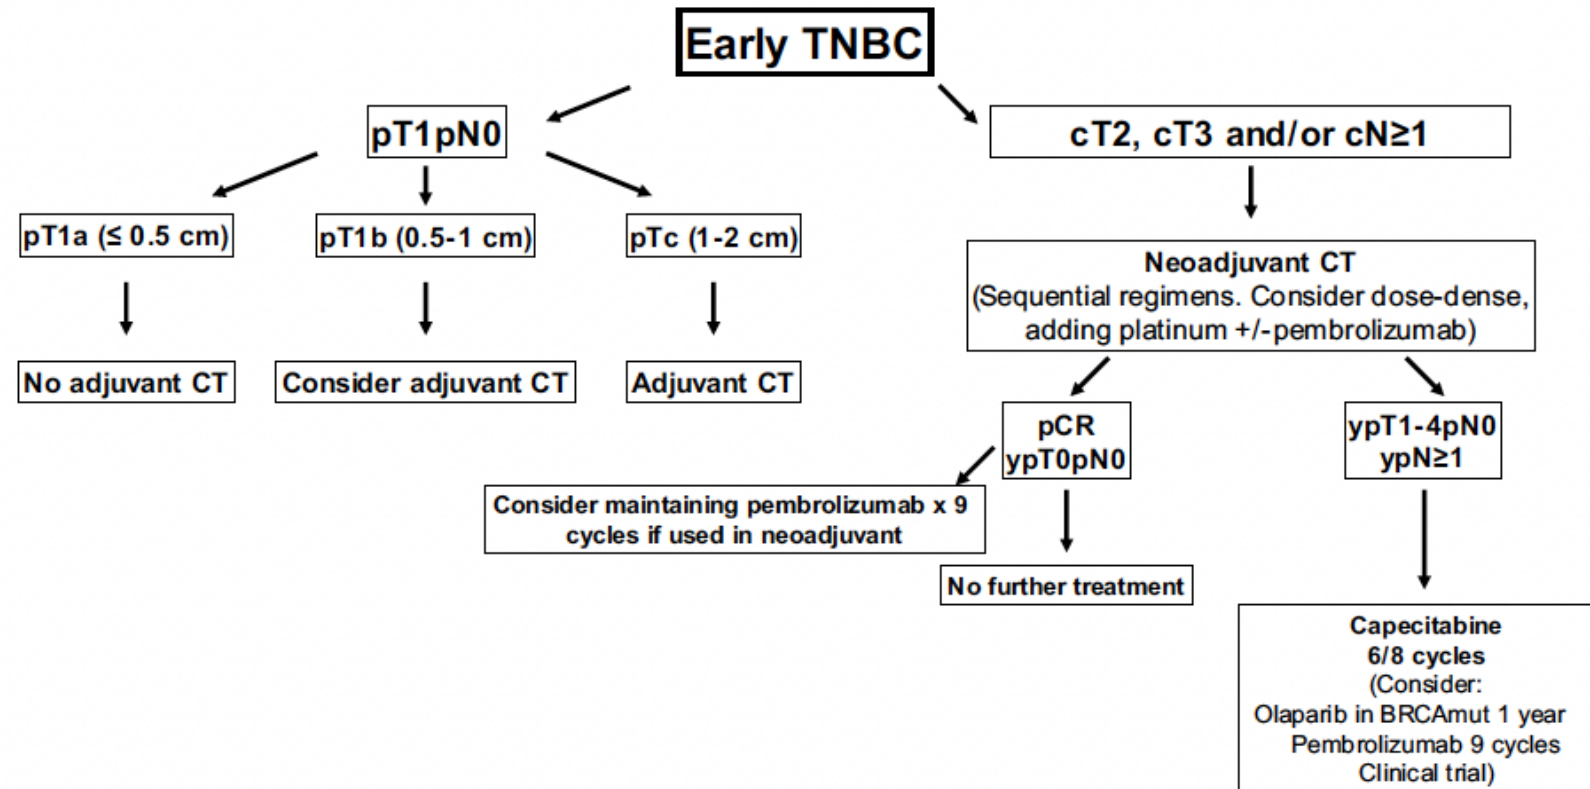 Early TNBC
pT1pN0
cT2, cT3 and/or cN≥1
pT1a (≤ 0.5 cm)
pT1b (0.5-1 cm)
pTc (1-2 cm)
No adjuvant CT
Consider adjuvant CT
Adjuvant CT
Neoadjuvant CT
(Sequential regimens. Consider dose-dense,
adding platinum +/-pembrolizumab)
pCR
ypT0pN0
ypT1-4pN0
ypN≥1
Consider maintaining pembrolizumab x 9
cycles if used in neoadjuvant
No further treatment
Capecitabine
6/8 cycles
(Consider:
Olaparib in BRCAmut 1 year
Pembrolizumab 9 cycles
Clinical trial)